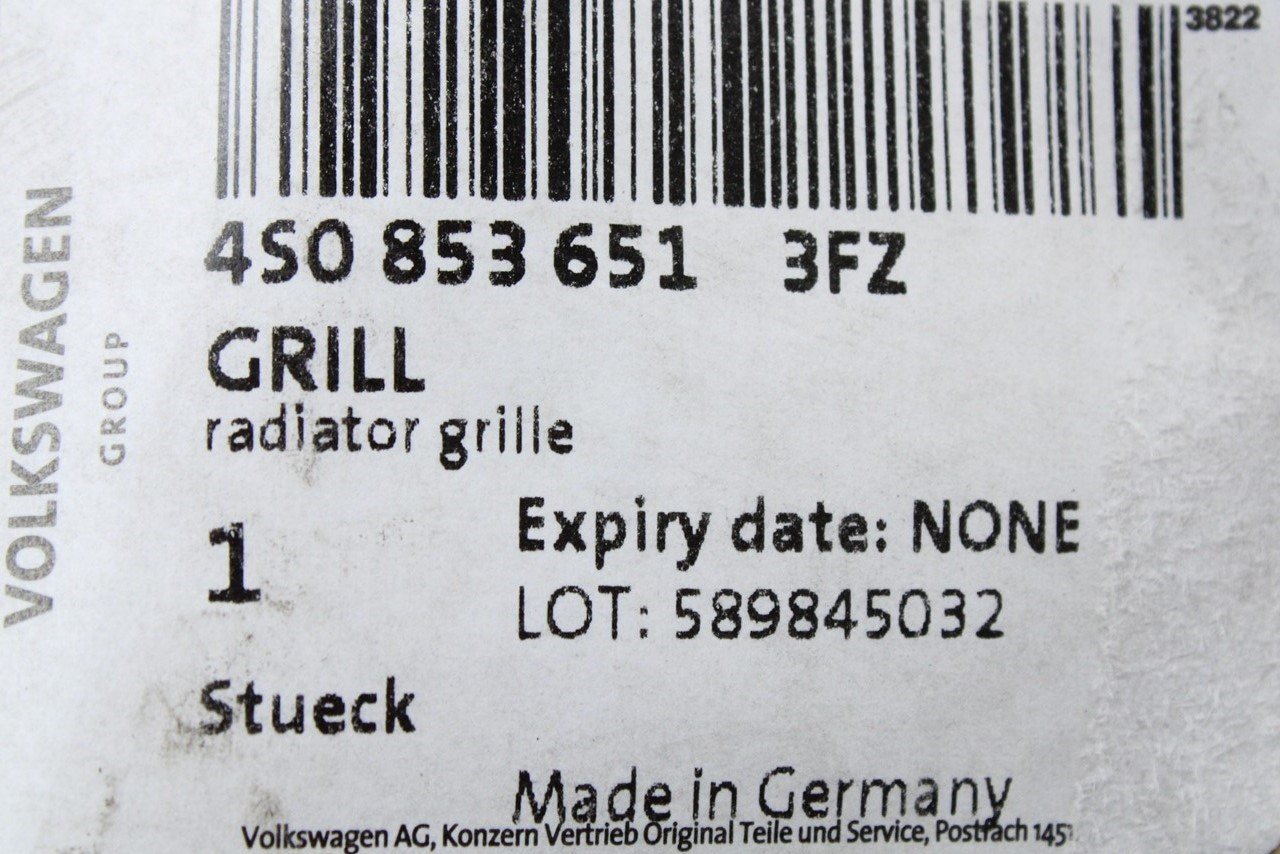 3822
4S0 853 651 3FZ
GRILL
radiator grille
1
Expiry date: NONE
LOT: 589845032
Stueck
Made in Germany
Volkswagen AG, Konzern Vertrieb Original Teile und Service, Postfach
VOLKSWAGEN
GROUP